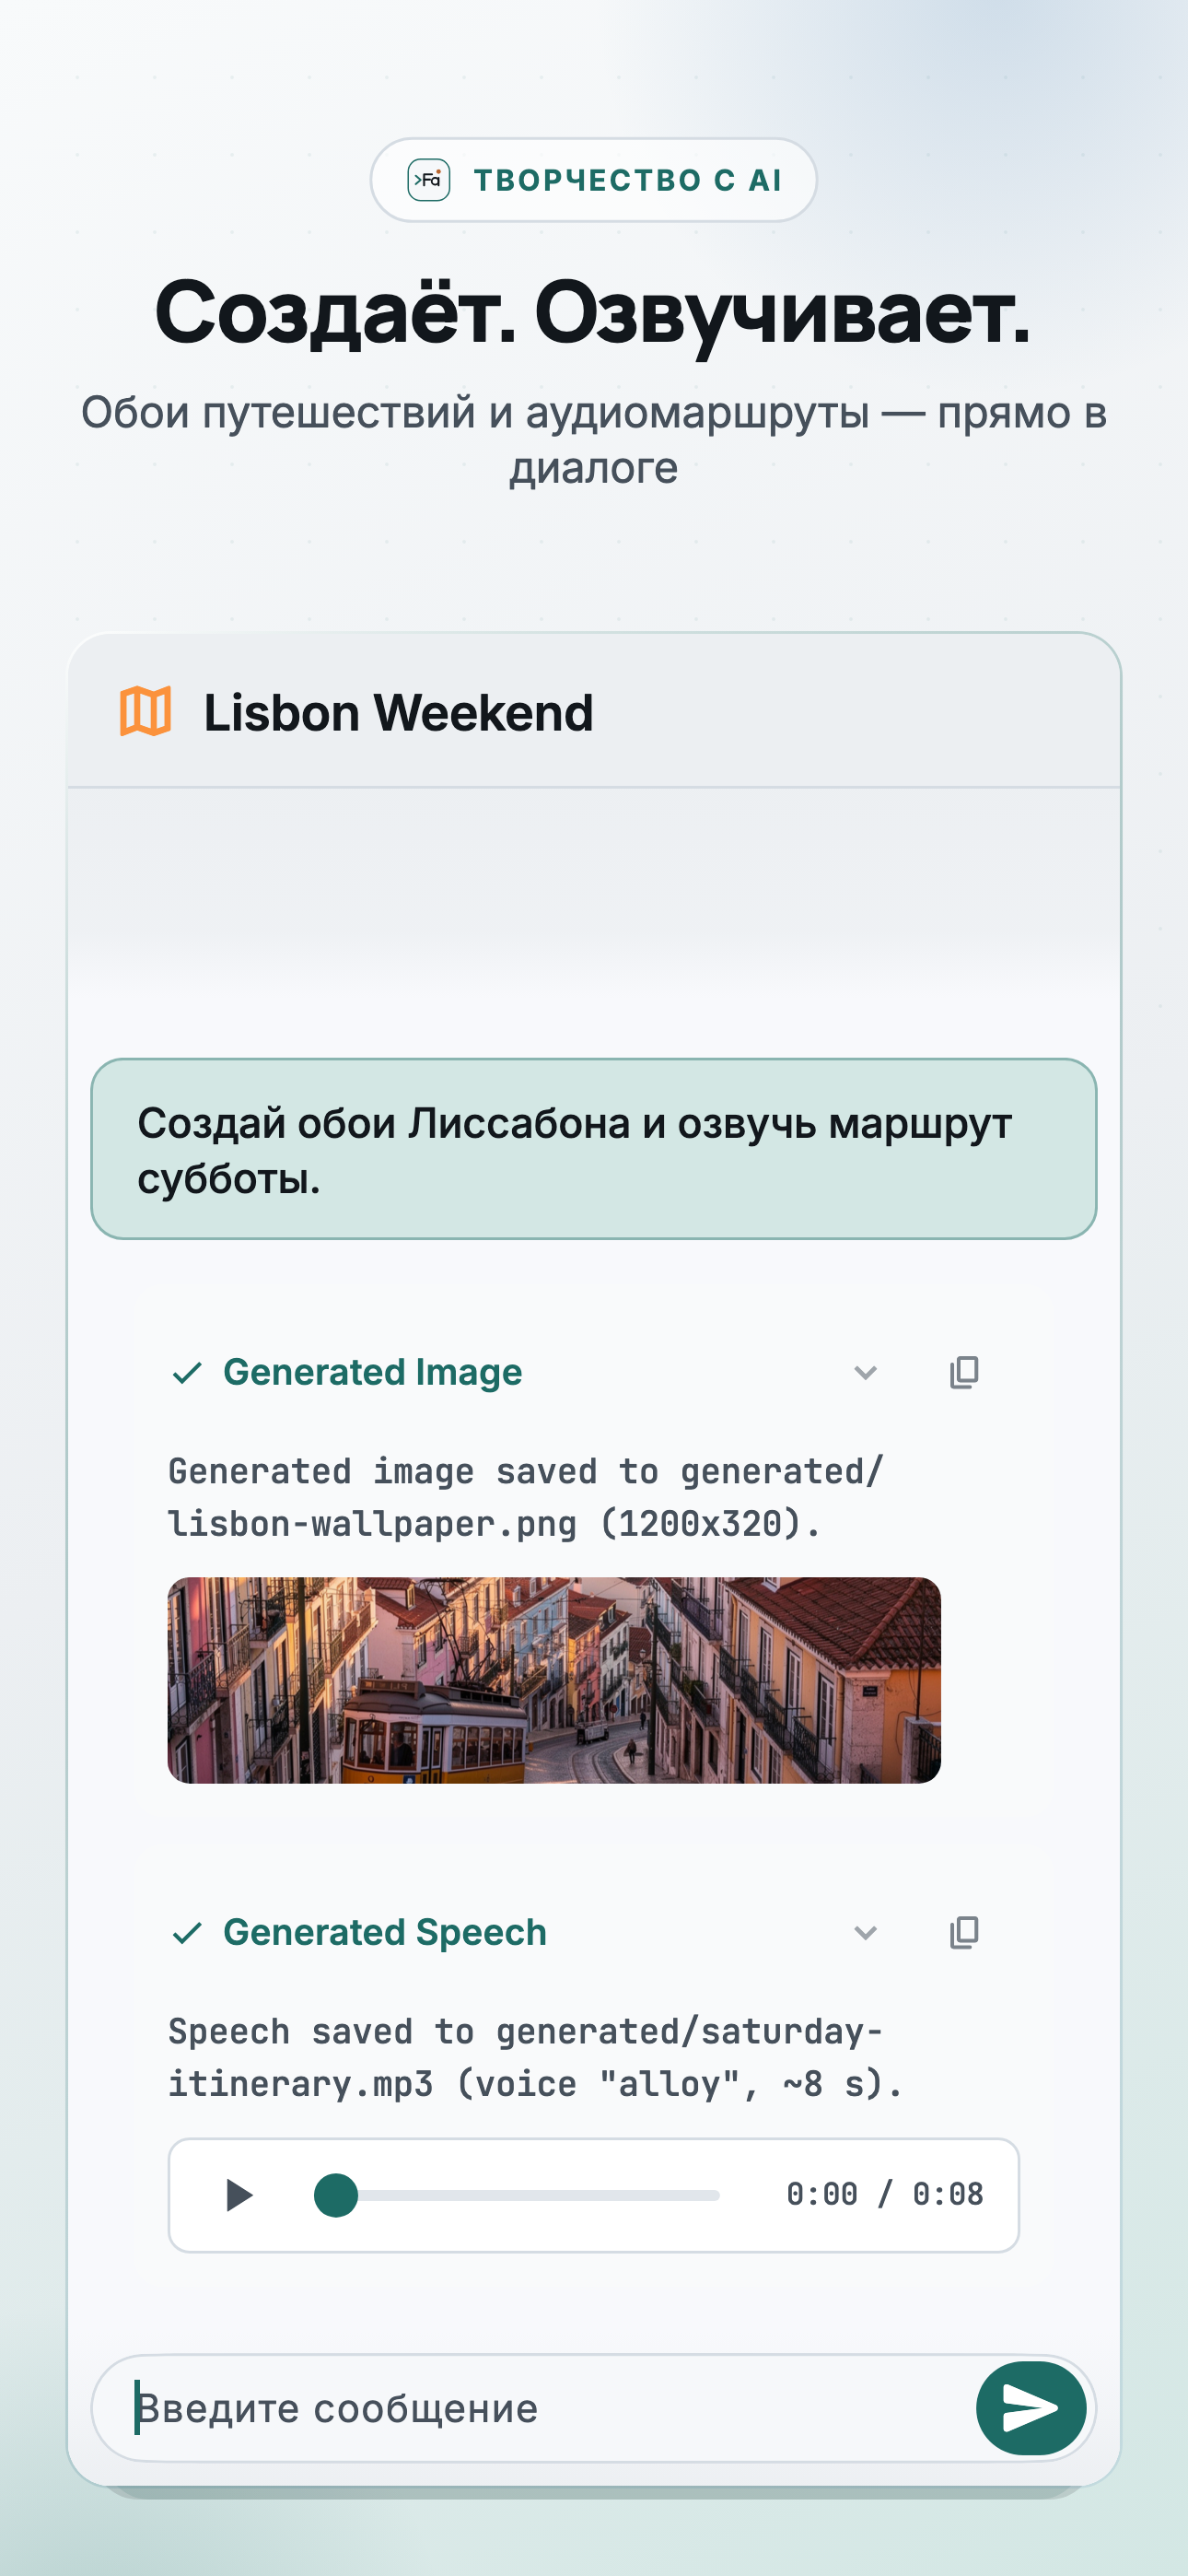 >Fa ТВОРЧЕСТВО С AI
Создаёт. Озвучивает.
Обои путешествий и аудиомаршруты — прямо в
диалоге
Lisbon Weekend
Создай обои Лиссабона и озвучь маршрут
субботы.
Generated Image
Generated image saved to generated/
lisbon-wallpaper.png (1200x320).
Generated Speech
Speech saved to generated/saturday-
itinerary.mp3 (voice "alloy", ~8 s).
0:00 / 0:08
Введите сообщение